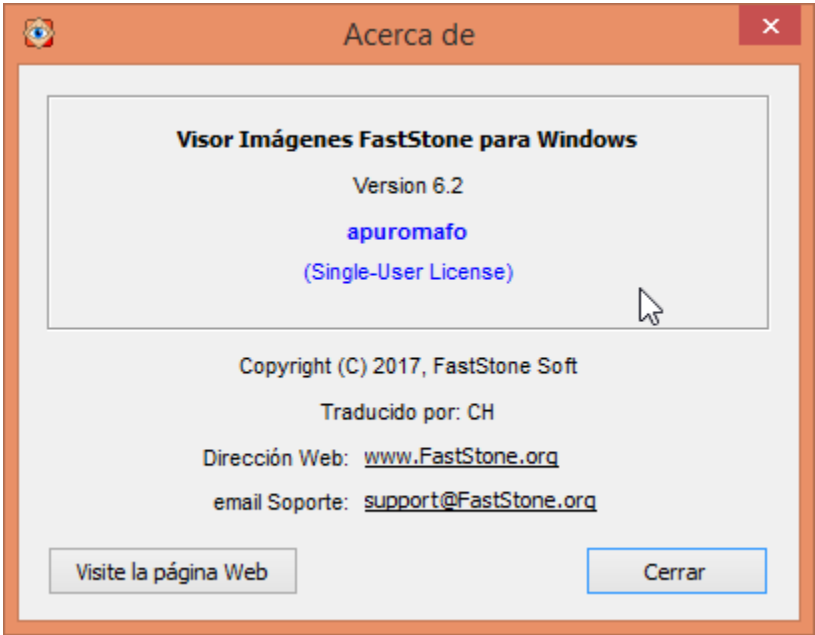 Acerca de
Visor Imágenes FastStone para Windows
Version 6.2
apuromafo
(Single-User License)
Copyright (C) 2017, FastStone Soft
Traducido por: CH
Dirección Web: www.FastStone.org
email Soporte: support@FastStone.org
Visite la página Web
Cerrar